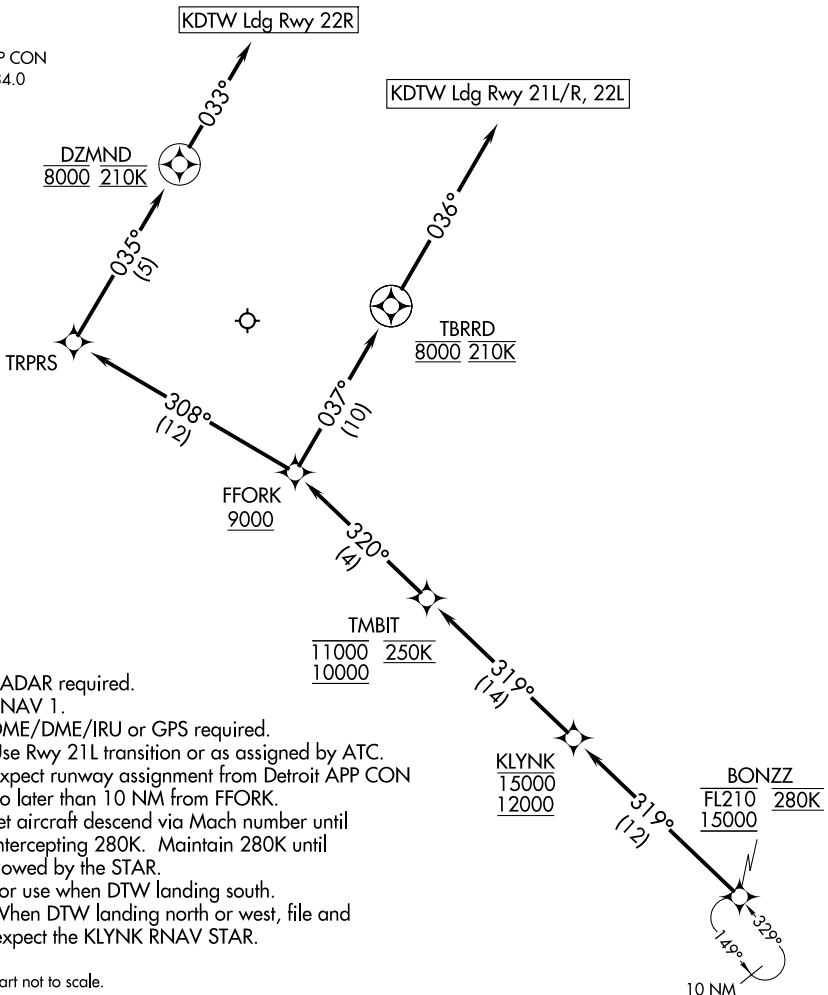 KDTW Ldg Rwy 22R
P CON
34.0
033°
KDTW Ldg Rwy 21L/R, 22L
DZMND
8000 210K
036°
035°
(5)
TBRRD
8000 210K
TRPRS
037°
(10)
308°
(12)
FFORK
9000
320°
(4)
TMBIT
11000 250K
10000
319°
(14)
KLYNK
15000
12000
BONZZ
FL210 280K
15000
319°
(12)
329°
149°
10 NM
ADAR required.
NAV 1.
DME/DME/IRU or GPS required.
Use Rwy 21L transition or as assigned by ATC.
xpect runway assignment from Detroit APP CON
o later than 10 NM from FFORK.
et aircraft descend via Mach number until
ntercepting 280K. Maintain 280K until
lowed by the STAR.
or use when DTW landing south.
When DTW landing north or west, file and
expect the KLYNK RNAV STAR.
art not to scale.